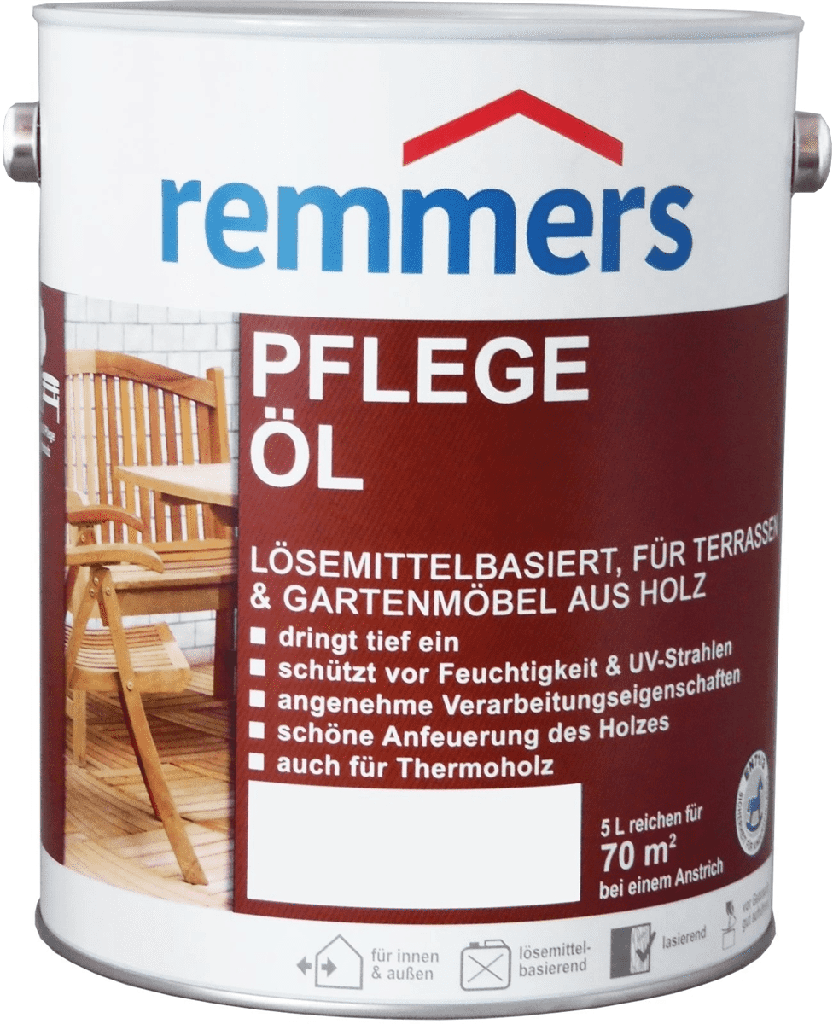 remmers
PFLEGE
ÖL
LÖSEMITTELBASIERT, FÜR TERRASSEN
& GARTENMÖBEL AUS HOLZ
dringt tief ein
schützt vor Feuchtigkeit & UV-Strahlen
angenehme Verarbeitungseigenschaften
schöne Anfeuerung des Holzes
auch für Thermoholz
5 L reichen für
70 m²
bei einem Anstrich
für innen
& außen
lösemittel-
basierend
lasierend